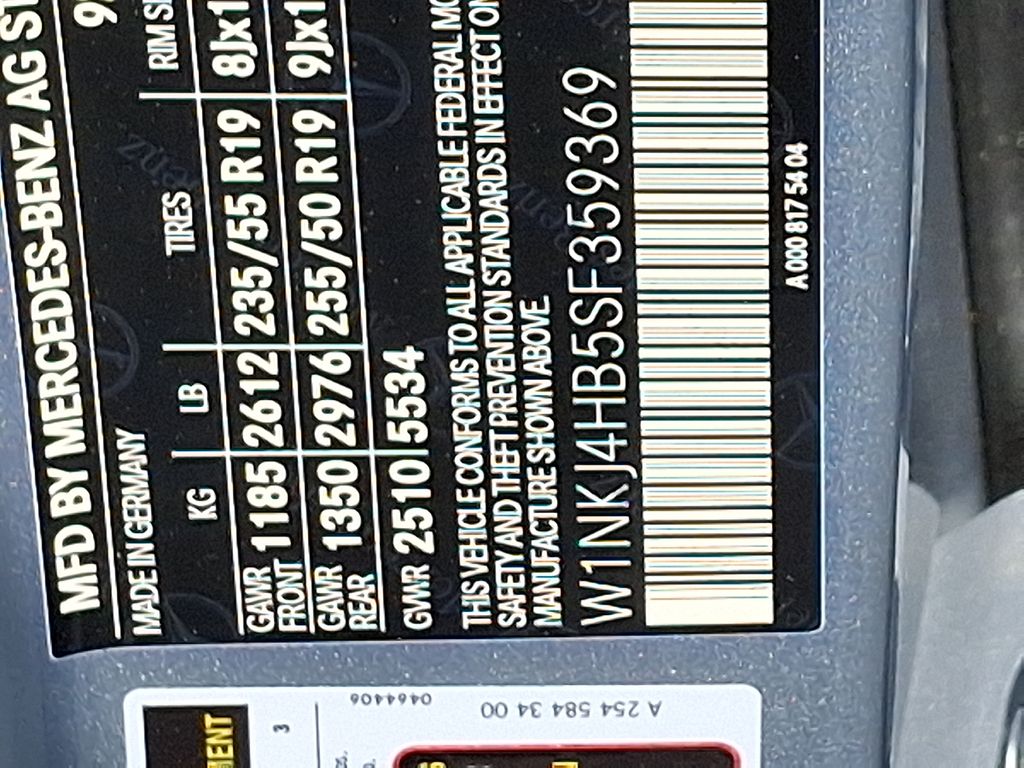 MFD BY MERCEDES-BENZ AG
MADE IN GERMANY
KG LB TIRES
GAWR FRONT 1185 2612 235/55 R19 8Jx1
GAWR REAR 1350 2976 255/50 R19 9Jx1
GVWR 2510 5534
THIS VEHICLE CONFORMS TO ALL APPLICABLE FEDERAL
SAFETY AND THEFT PREVENTION STANDARDS IN EFFECT ON
MANUFACTURE SHOWN ABOVE.
W1NKJ4HB5SF359369
A 000 817 54 04
A 254 584 34 00
0464406
3